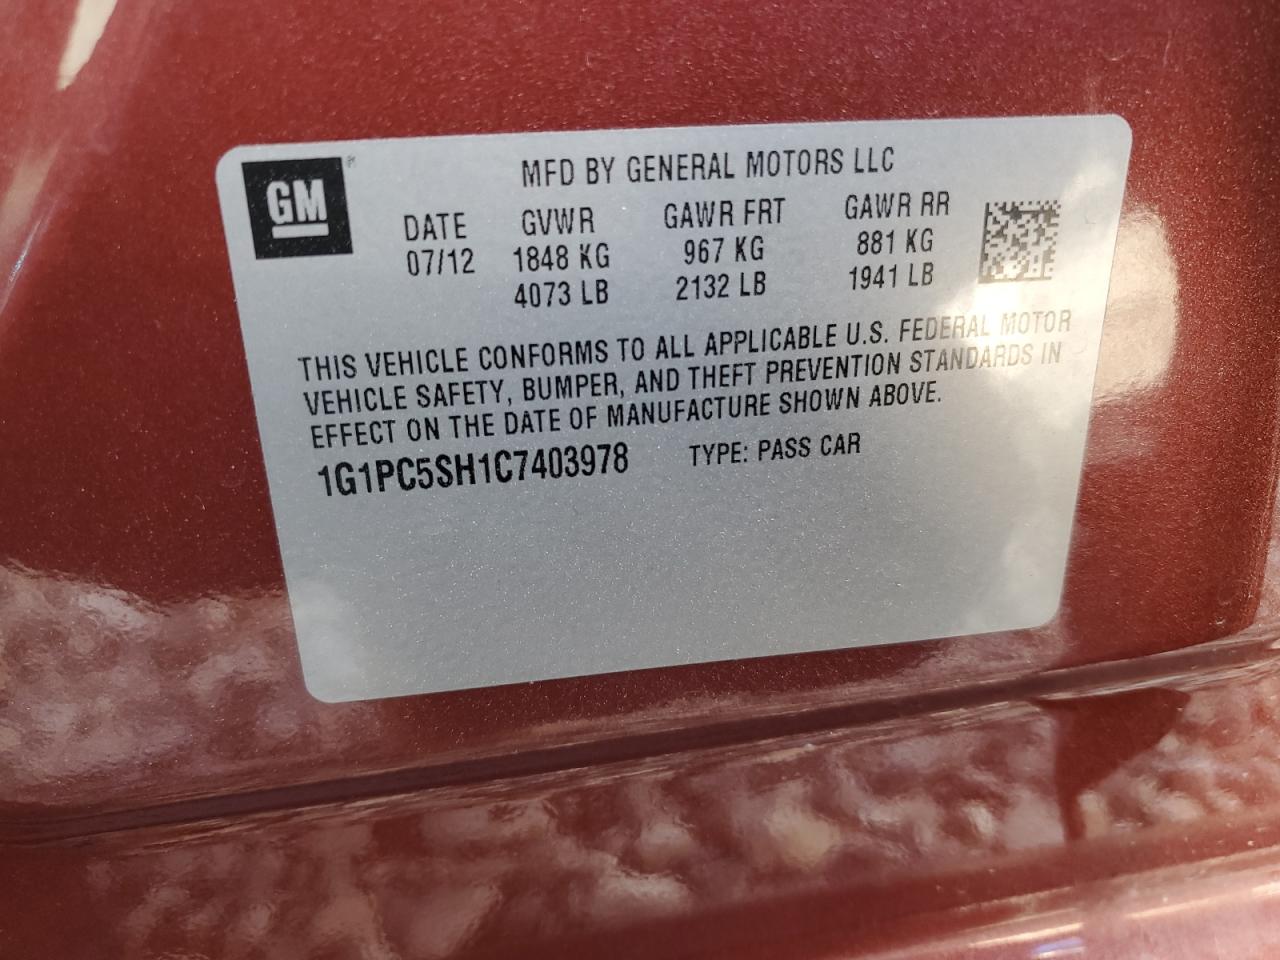 GM®
MFD BY GENERAL MOTORS LLC
DATE GVWR GAWR FRT GAWR RR
07/12 1848 KG 967 KG 881 KG
4073 LB 2132 LB 1941 LB
THIS VEHICLE CONFORMS TO ALL APPLICABLE U.S. FEDERAL MOTOR
VEHICLE SAFETY, BUMPER, AND THEFT PREVENTION STANDARDS IN
EFFECT ON THE DATE OF MANUFACTURE SHOWN ABOVE.
1G1PC5SH1C7403978 TYPE: PASS CAR